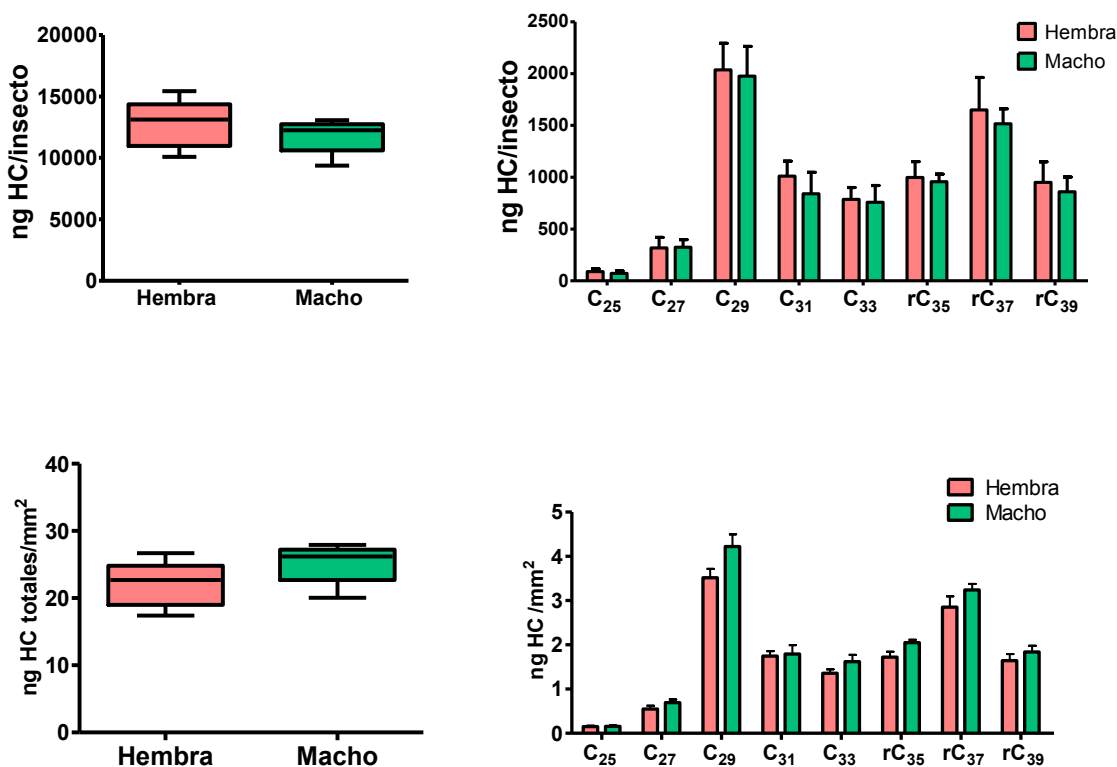 ng HC/insecto
20000
15000
10000
5000
0
Hembra Macho
ng HC/insecto
2500
2000
1500
1000
500
0
C₂₅ C₂₇ C₂₉ C₃₁ C₃₃ rC₃₅ rC₃₇ rC₃₉
Hembra
Macho
ng HC totales/mm²
40
30
20
10
0
Hembra Macho
ng HC /mm²
5
4
3
2
1
0
C₂₅ C₂₇ C₂₉ C₃₁ C₃₃ rC₃₅ rC₃₇ rC₃₉
Hembra
Macho